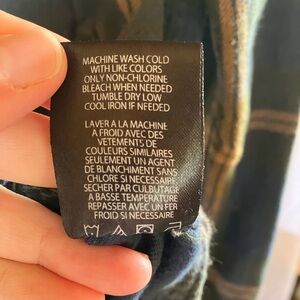 MACHINE WASH COLD
WITH LIKE COLORS
ONLY NON-CHLORINE
BLEACH WHEN NEEDED
TUMBLE DRY LOW
COOL IRON IF NEEDED
LAVER A LA MACHINE
A FROID AVEC DES
VETEMENTS DE
COULEURS SIMILAIRES
SEULEMENT UN AGENT
DE BLANCHIMENT SANS
CHLORE SI NECESSAIRE
SECHER PAR CULBUTAGE
A BASSE TEMPERATURE
REPASSER AVEC UN FER
FROID SI NECESSAIRE